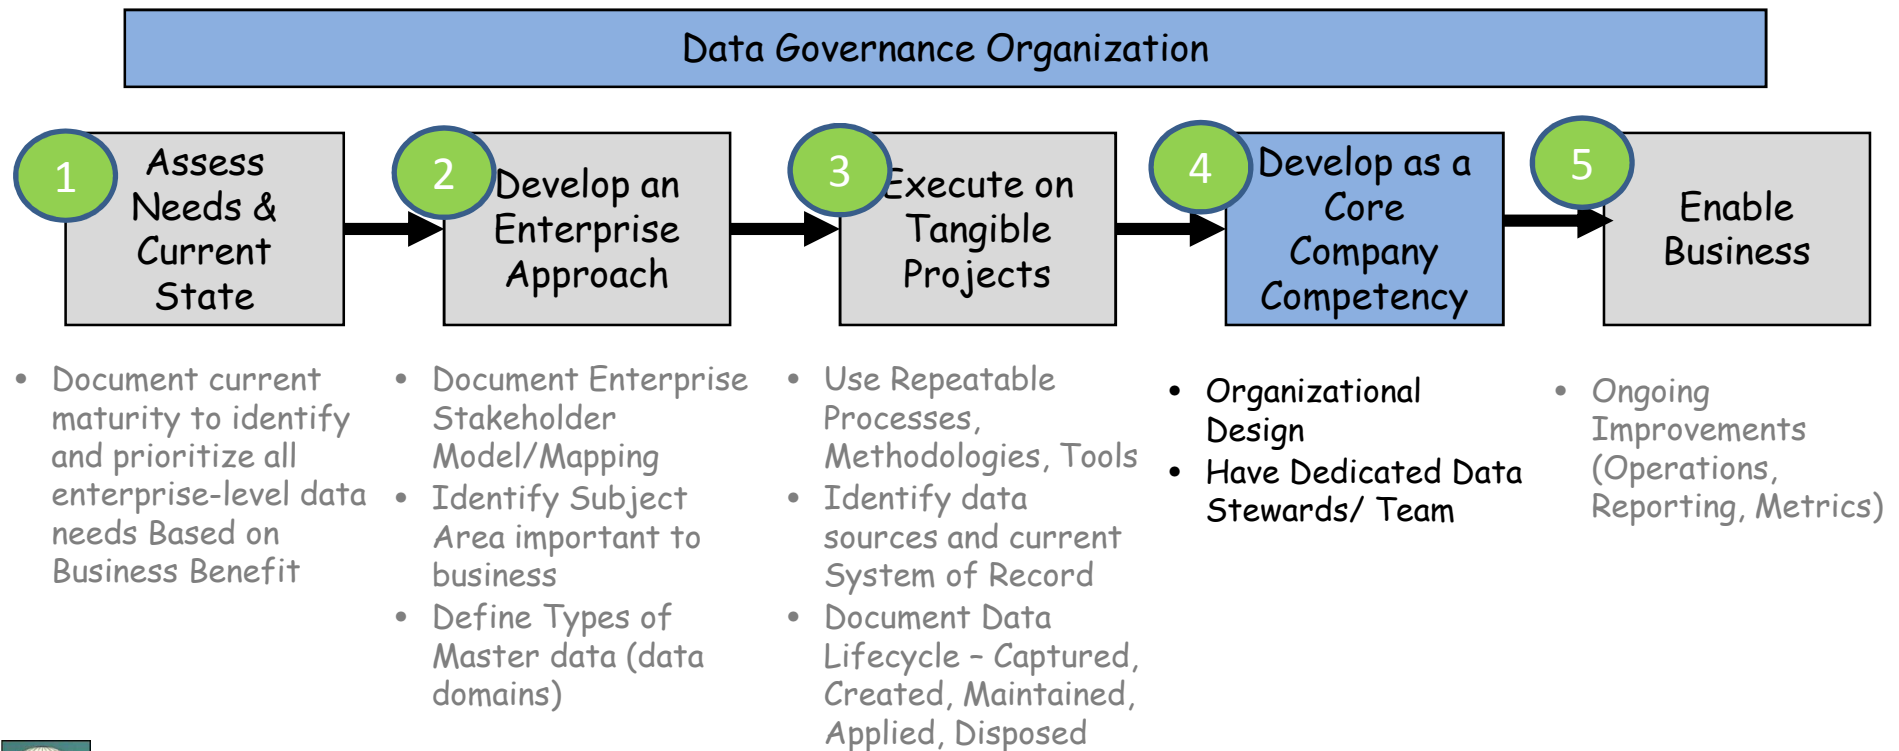 Data Governance Organization
1
Assess
Needs &
Current
State
2
Develop an
Enterprise
Approach
3
Execute on
Tangible
Projects
4
Develop as a
Core
Company
Competency
5
Enable
Business
• Document current
maturity to identify
and prioritize all
enterprise-level data
needs Based on
Business Benefit
• Document Enterprise
Stakeholder
Model/Mapping
• Identify Subject
Area important to
business
• Define Types of
Master data (data
domains)
• Use Repeatable
Processes,
Methodologies, Tools
• Identify data
sources and current
System of Record
• Document Data
Lifecycle – Captured,
Created, Maintained,
Applied, Disposed
• Organizational
Design
• Have Dedicated Data
Stewards/ Team
• Ongoing
Improvements
(Operations,
Reporting, Metrics)